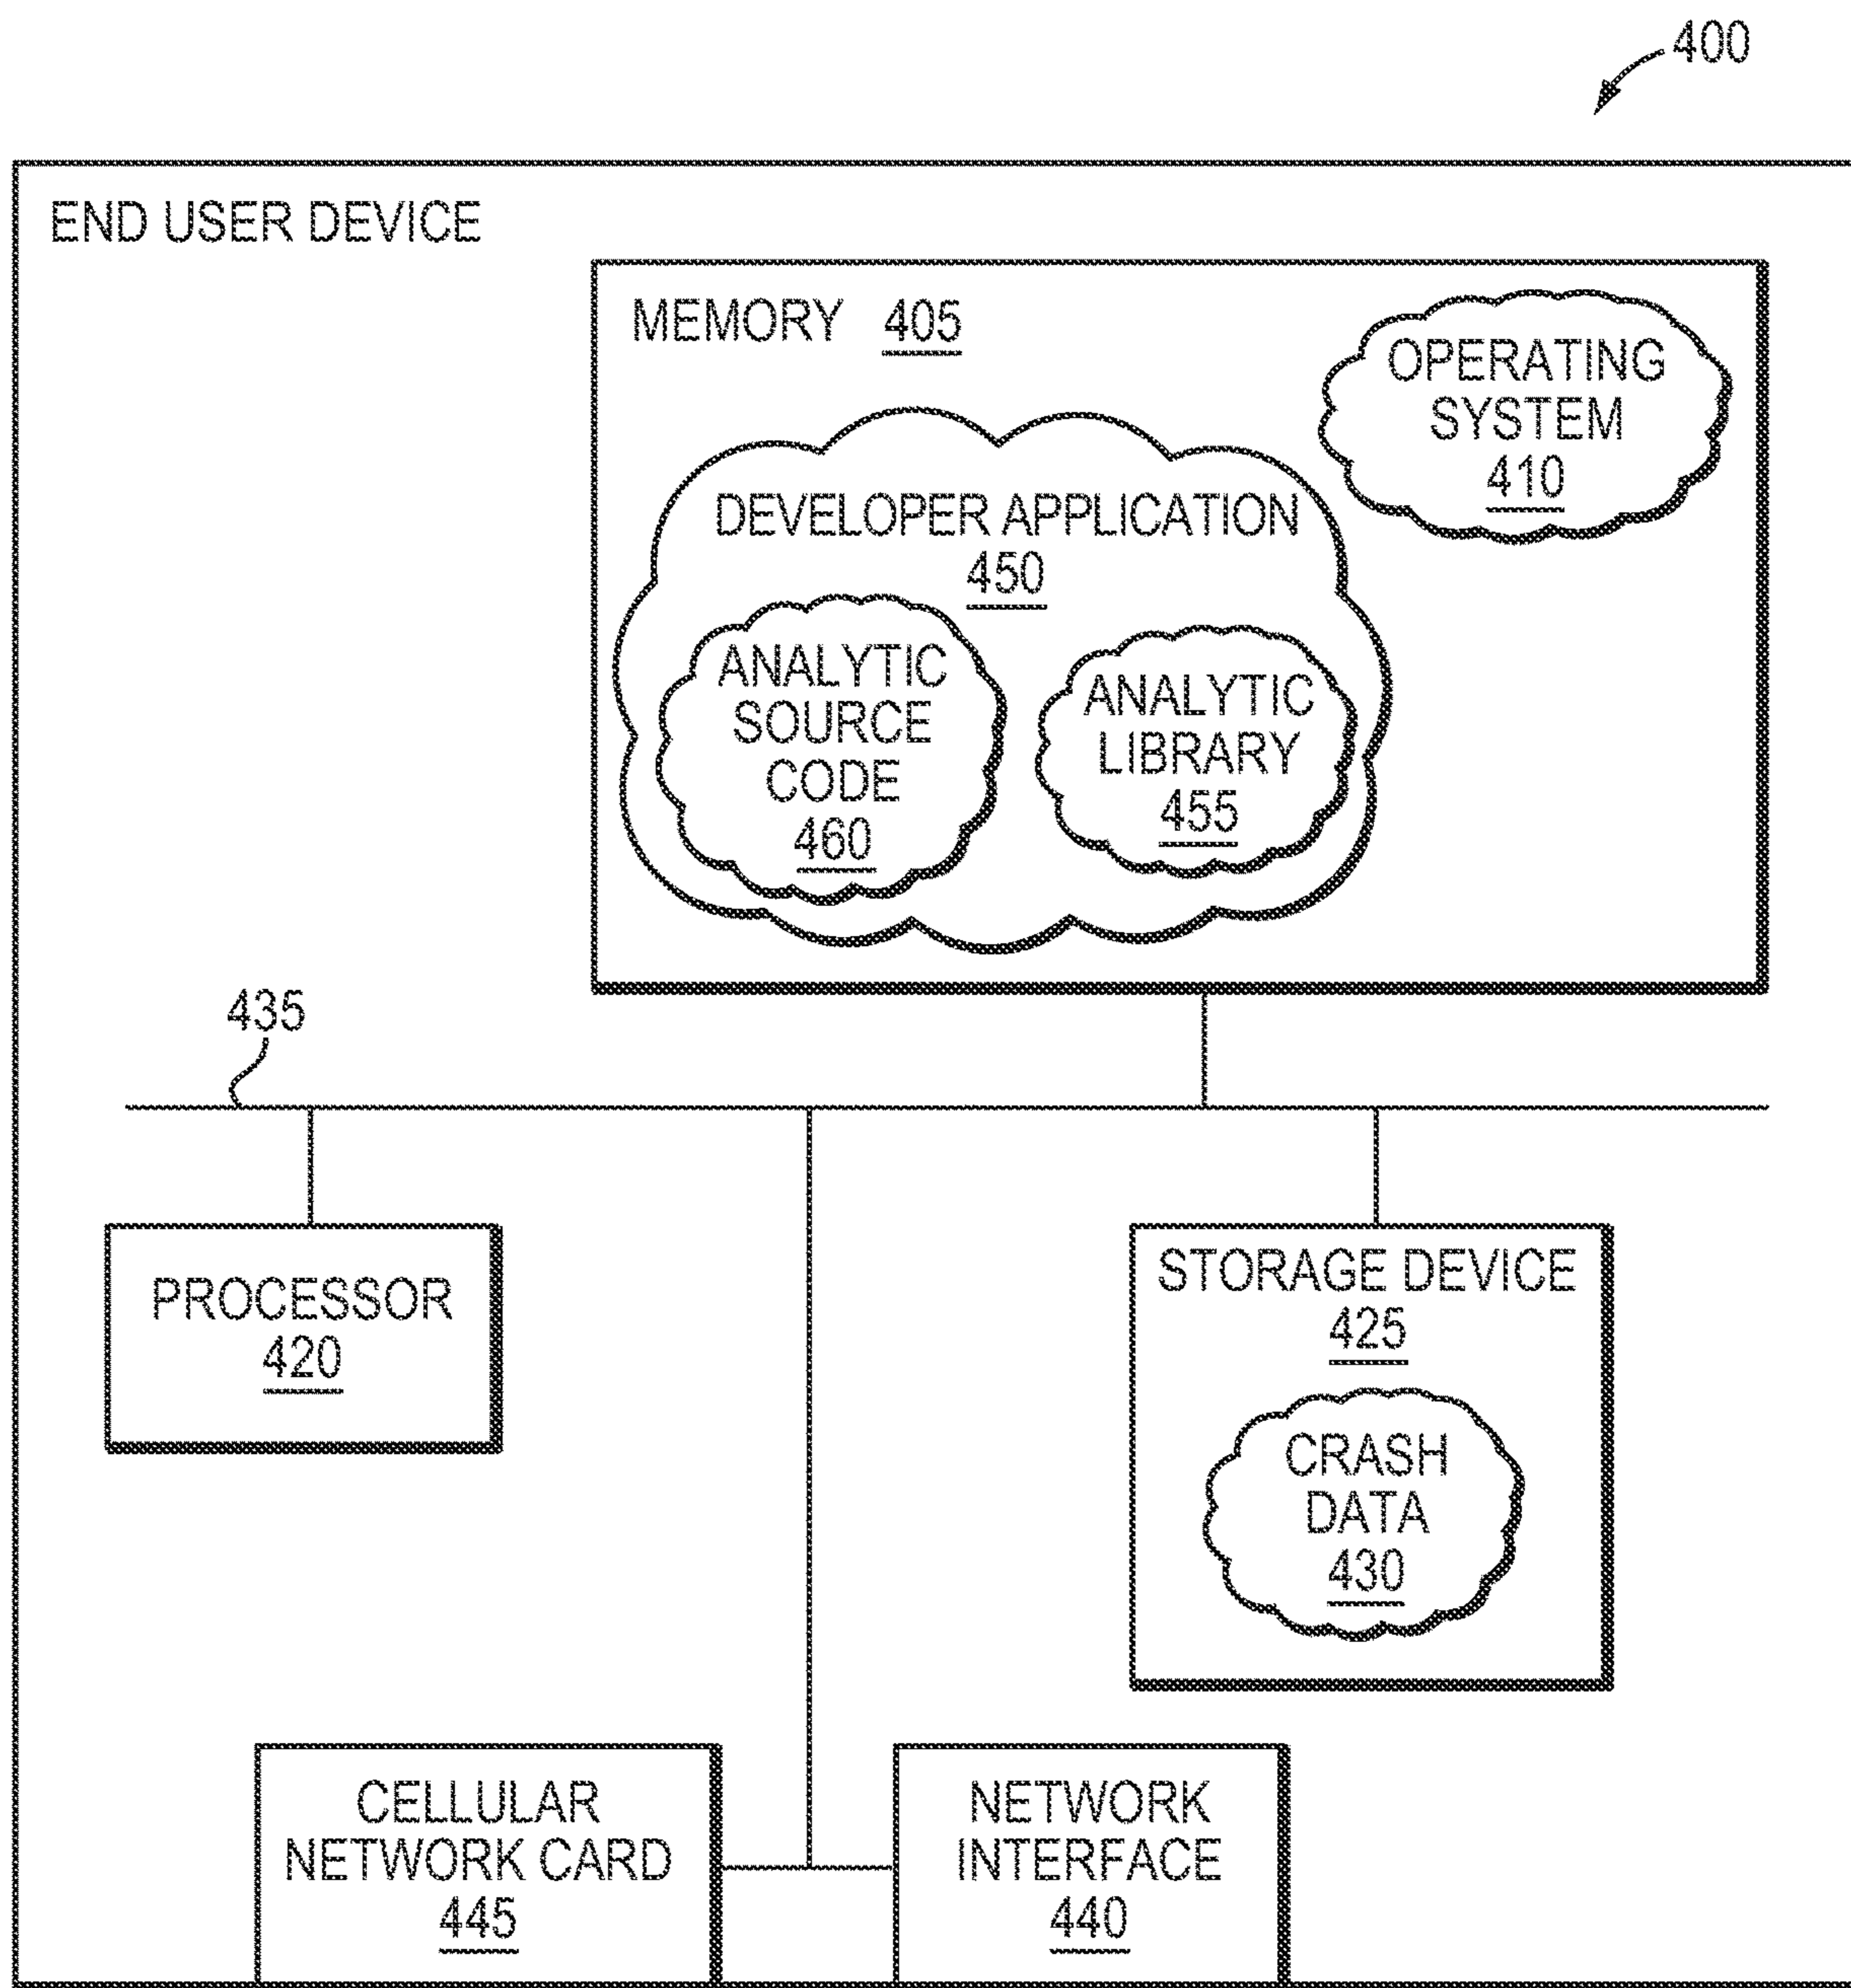 400
END USER DEVICE
MEMORY 405
OPERATING
SYSTEM
410
DEVELOPER APPLICATION
450
ANALYTIC
SOURCE
CODE
460
ANALYTIC
LIBRARY
455
435
PROCESSOR
420
STORAGE DEVICE
425
CRASH
DATA
430
CELLULAR
NETWORK CARD
445
NETWORK
INTERFACE
440